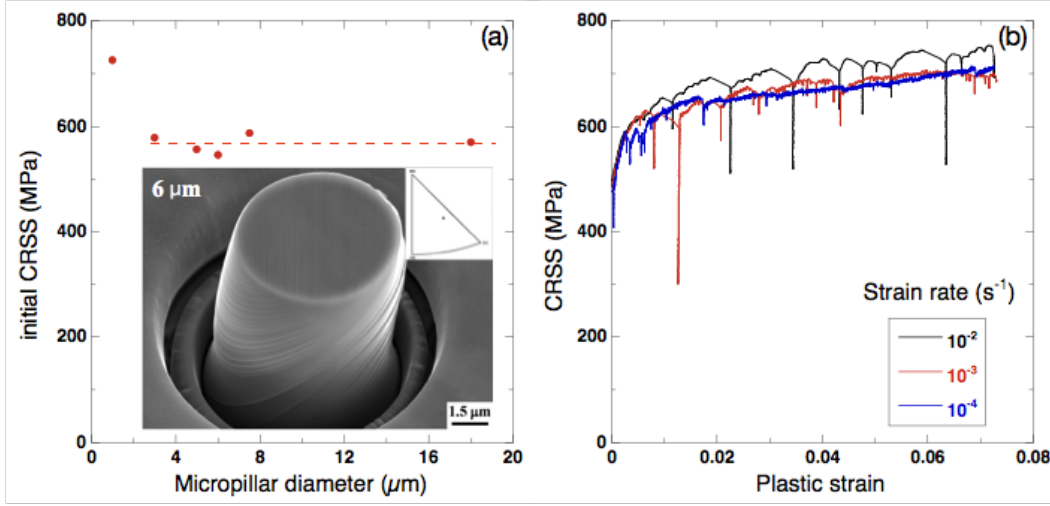 (a)
800
600
400
200
0
initial CRSS (MPa)
0 4 8 12 16 20
Micropillar diameter (µm)
6 µm
1.5 µm
(b)
800
600
400
200
0
CRSS (MPa)
0 0.02 0.04 0.06 0.08
Plastic strain
Strain rate (s⁻¹)
10⁻²
10⁻³
10⁻⁴